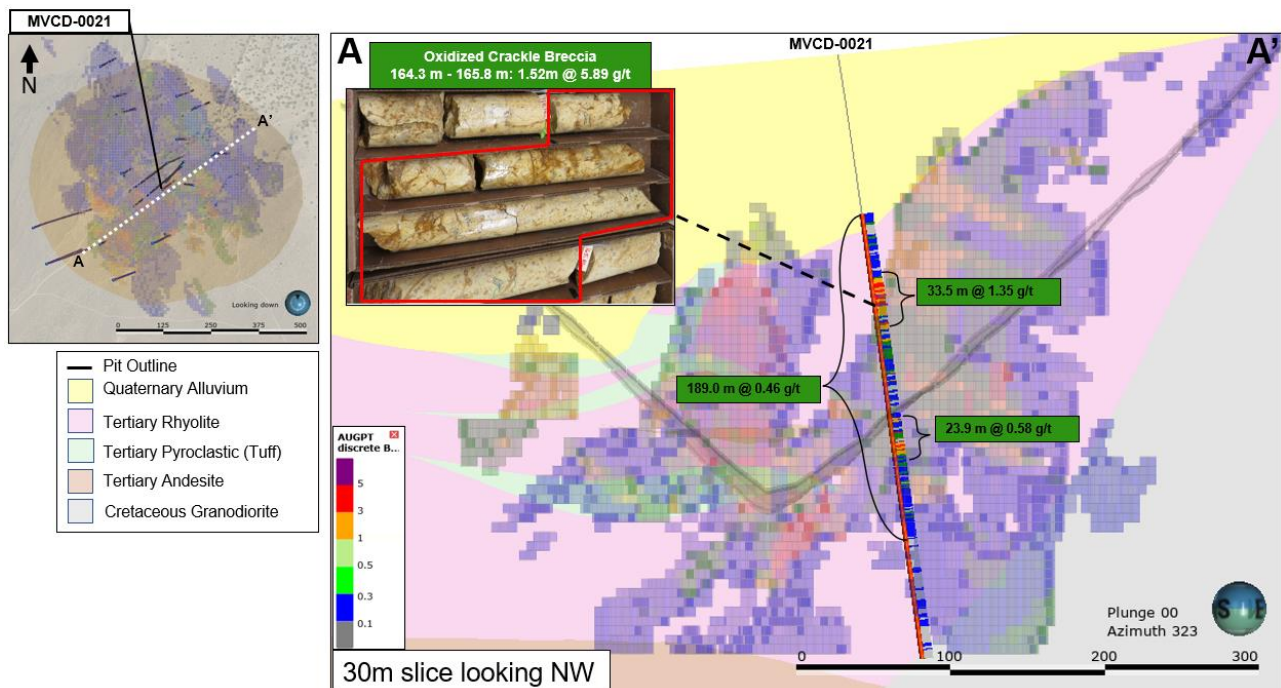 MVCD-0021
N
A'
A
Looking down
0 125 250 375 500
Pit Outline
Quaternary Alluvium
Tertiary Rhyolite
Tertiary Pyroclastic (Tuff)
Tertiary Andesite
Cretaceous Granodiorite
A
MVCD-0021
A'
Oxidized Crackle Breccia
164.3 m - 165.8 m: 1.52m @ 5.89 g/t
33.5 m @ 1.35 g/t
189.0 m @ 0.46 g/t
23.9 m @ 0.58 g/t
AUGPT
discrete B...
5
3
1
0.5
0.3
0.1
Plunge 00
Azimuth 323
S E
0 100 200 300
30m slice looking NW